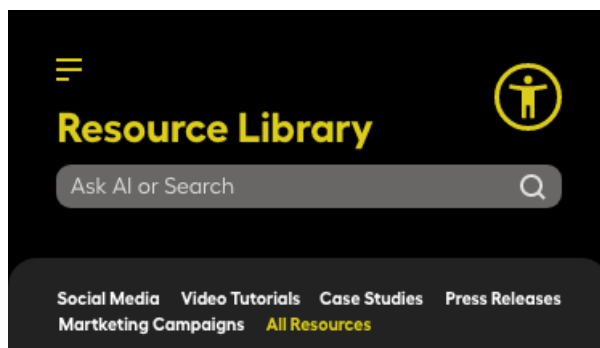 Resource Library
Ask AI or Search
Social Media Video Tutorials Case Studies Press Releases
Martketing Campaigns All Resources